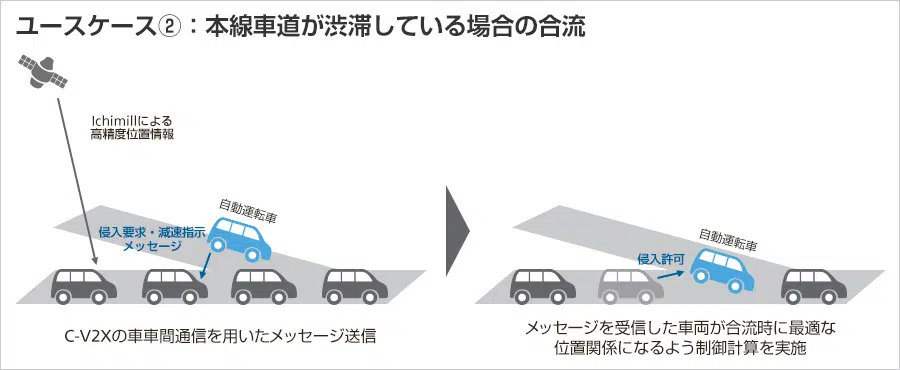 ユースケース②：本線車道が渋滞している場合の合流
Ichimillによる
高精度位置情報
自動運転車
侵入要求・減速指示
メッセージ
C-V2Xの車車間通信を用いたメッセージ送信
自動運転車
侵入許可
メッセージを受信した車両が合流時に最適な
位置関係になるよう制御計算を実施